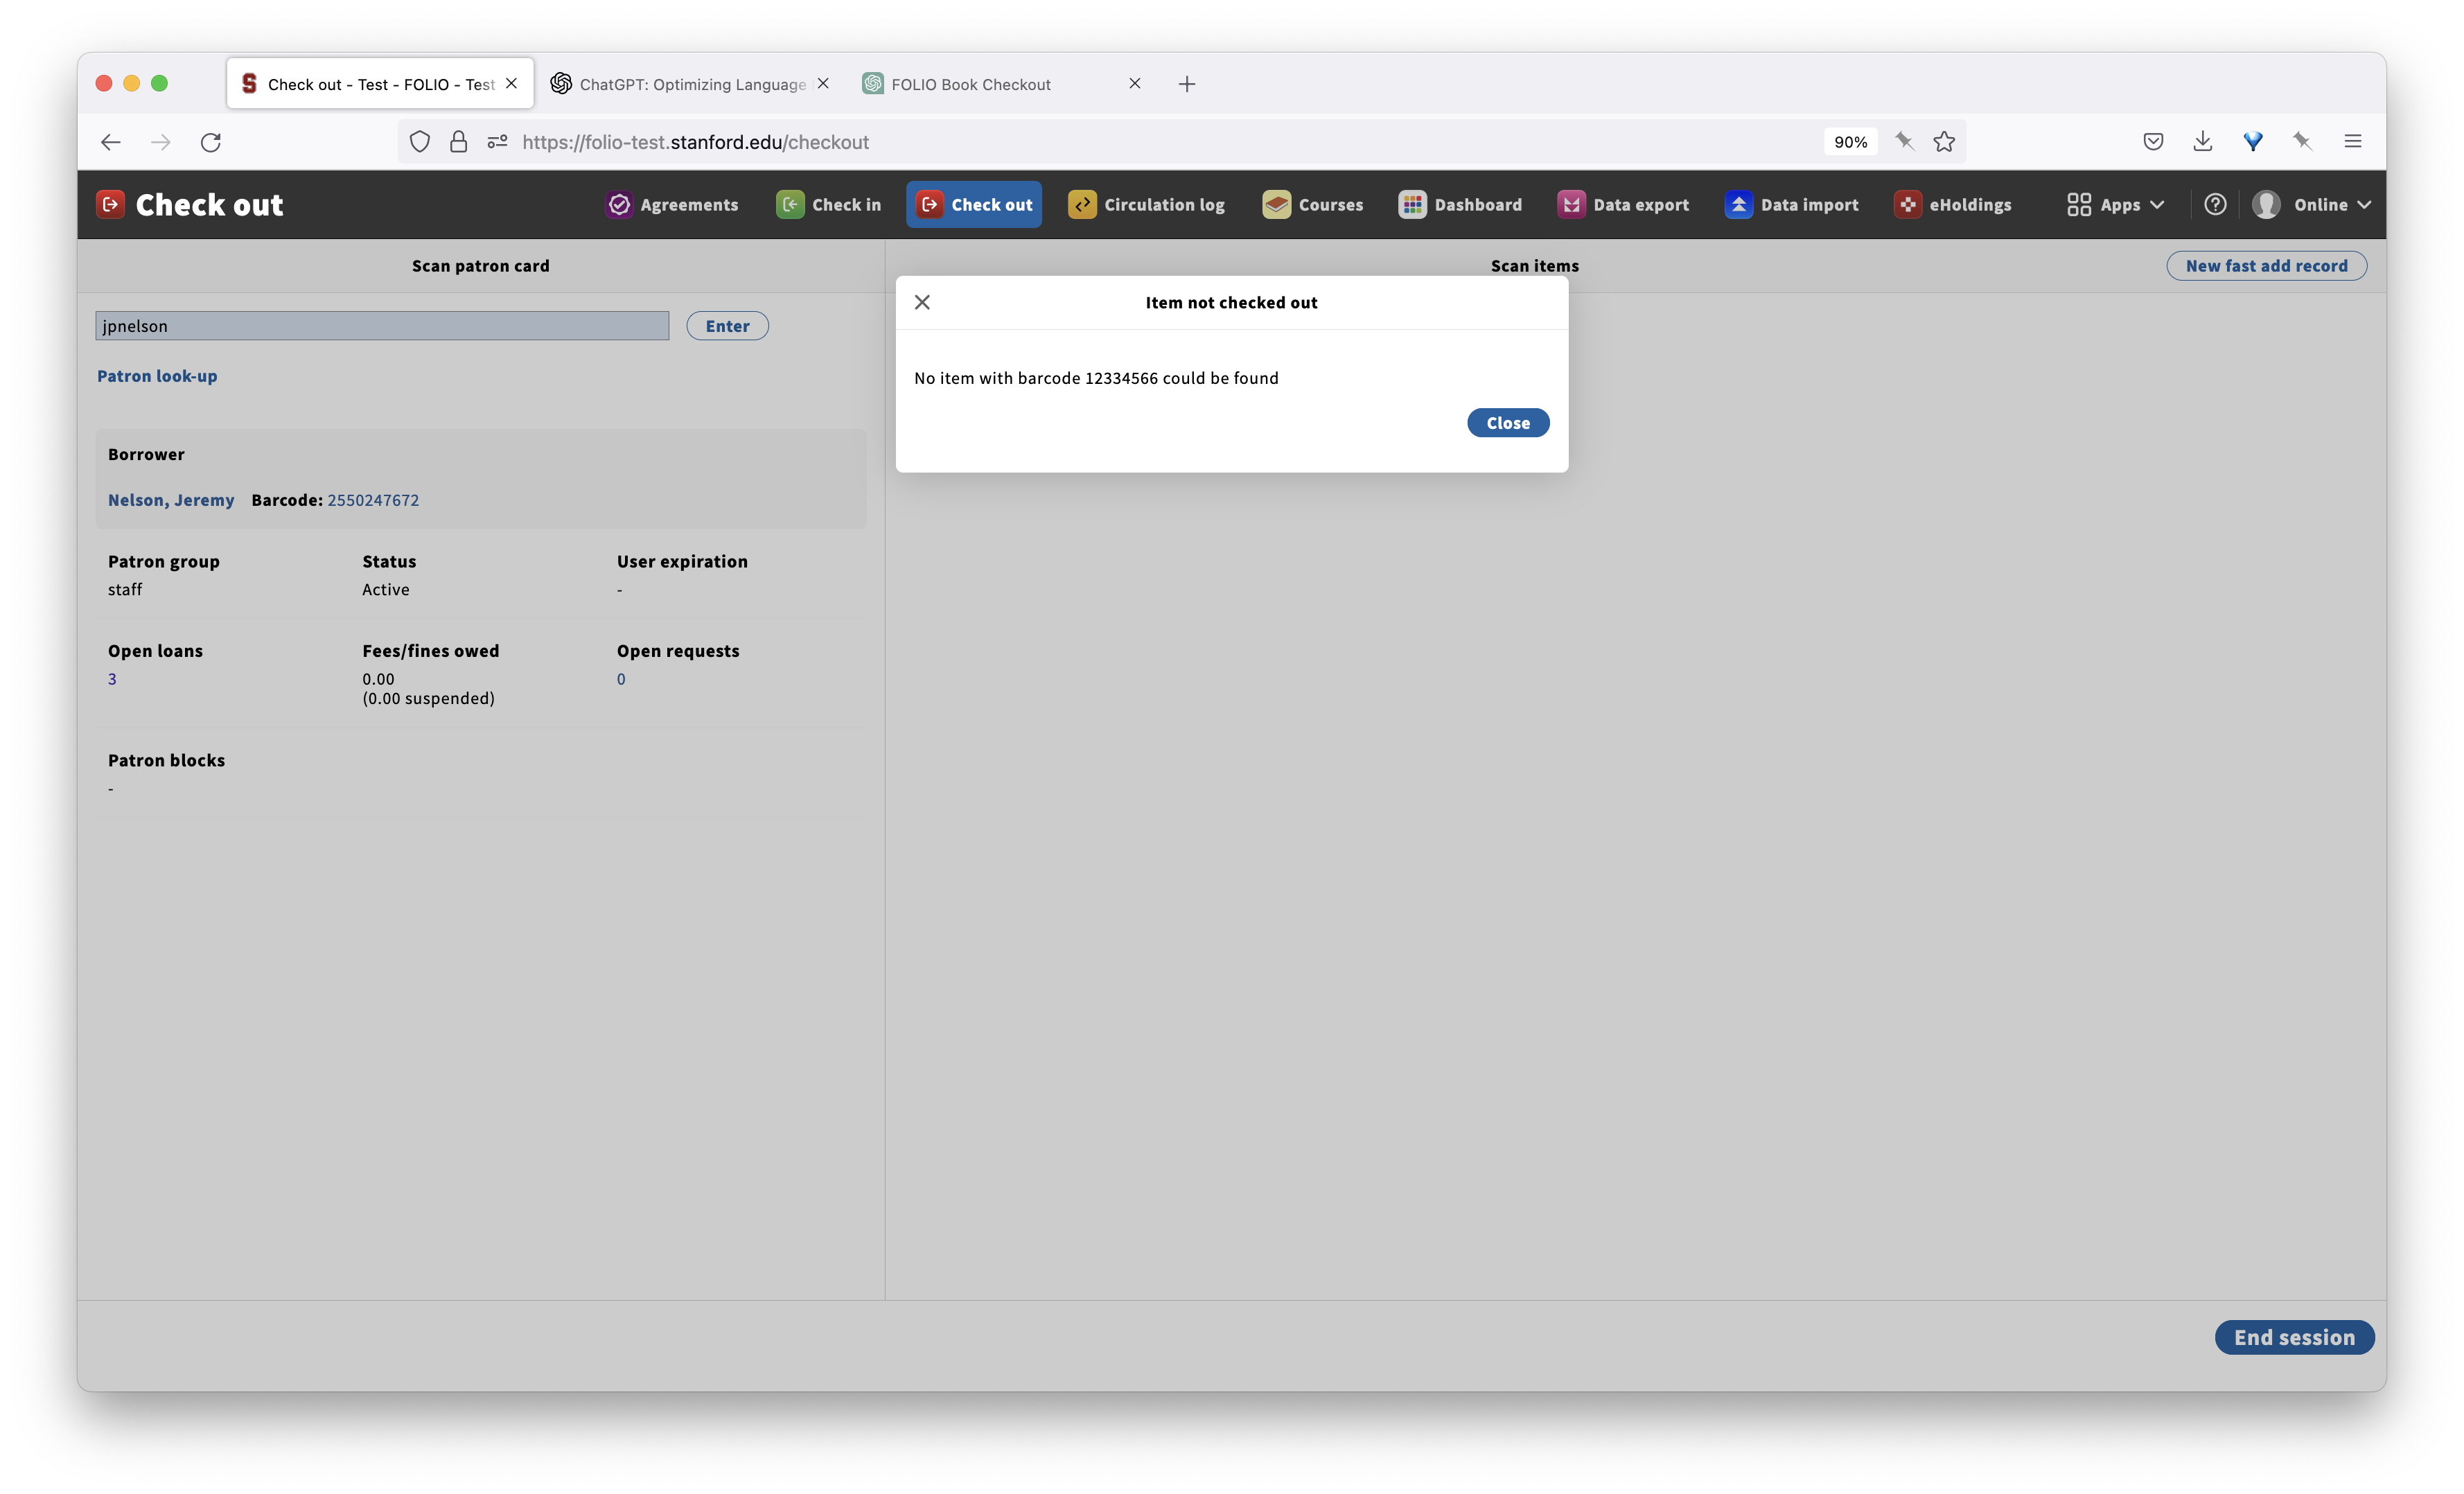 Check out - Test - FOLIO - Test
ChatGPT: Optimizing Language
FOLIO Book Checkout
https://folio-test.stanford.edu/checkout
90%
Check out
Agreements
Check in
Check out
Circulation log
Courses
Dashboard
Data export
Data import
eHoldings
Apps
Online
Scan patron card
Scan items
New fast add record
jpnelson
Enter
Patron look-up
Item not checked out
No item with barcode 12334566 could be found
Close
Borrower
Nelson, Jeremy Barcode: 2550247672
Patron group Status User expiration
staff Active -
Open loans Fees/fines owed Open requests
3 0.00 0
(0.00 suspended)
Patron blocks
-
End session